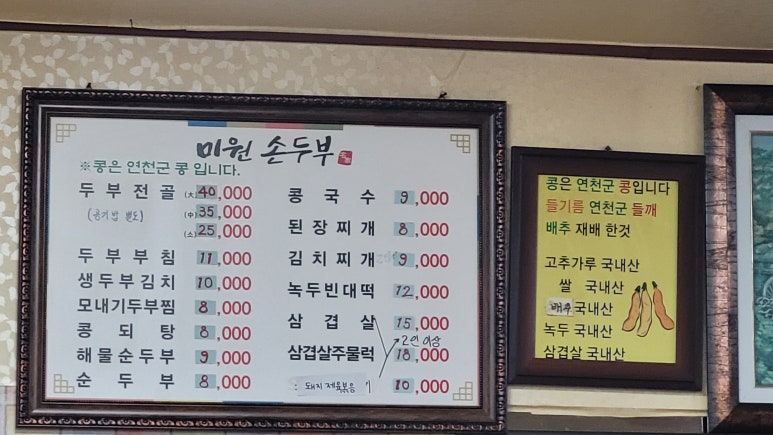 미원 손두부
※콩은 연천군 콩 입니다.
두부전골 (大) 40,000
(공기밥 별도) (中) 35,000
(소) 25,000
두부부침 11,000
생두부김치 10,000
모내기두부찜 8,000
콩되탕 8,000
해물순두부 9,000
순두부 8,000
콩국수 9,000
된장찌개 8,000
김치찌개 9,000
녹두빈대떡 12,000
삼겹살 15,000
2인 이상
삼겹살주물럭 18,000
돼지 제육볶음 10,000
콩은 연천군 콩입니다
들기름 연천군 들깨
배추 재배 한것
고추가루 국내산
쌀 국내산
배추 국내산
녹두 국내산
삼겹살 국내산